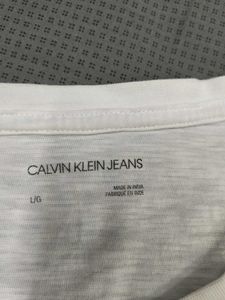 CALVIN KLEIN JEANS
L/G
MADE IN INDIA
FABRIQUÉ EN INDE